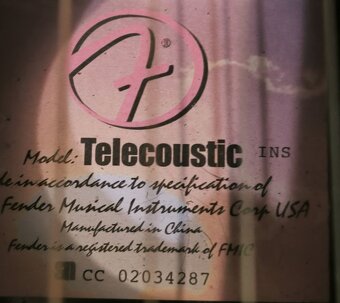 ®
Model: Telecoustic INS
de in accordance to specification of
Fender Musical Instruments Corp USA
Manufactured in China
Fender is a registered trademark of FMIC
CC 02034287